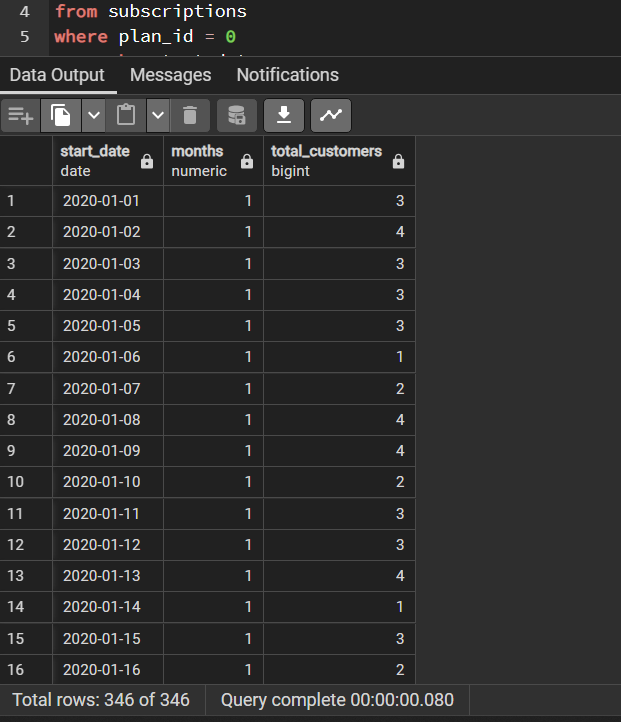 4 from subscriptions
5 where plan_id = 0
Data Output Messages Notifications
start_date months total_customers
date numeric bigint
1 2020-01-01 1 3
2 2020-01-02 1 4
3 2020-01-03 1 3
4 2020-01-04 1 3
5 2020-01-05 1 3
6 2020-01-06 1 1
7 2020-01-07 1 2
8 2020-01-08 1 4
9 2020-01-09 1 4
10 2020-01-10 1 2
11 2020-01-11 1 3
12 2020-01-12 1 3
13 2020-01-13 1 4
14 2020-01-14 1 1
15 2020-01-15 1 3
16 2020-01-16 1 2
Total rows: 346 of 346 Query complete 00:00:00.080